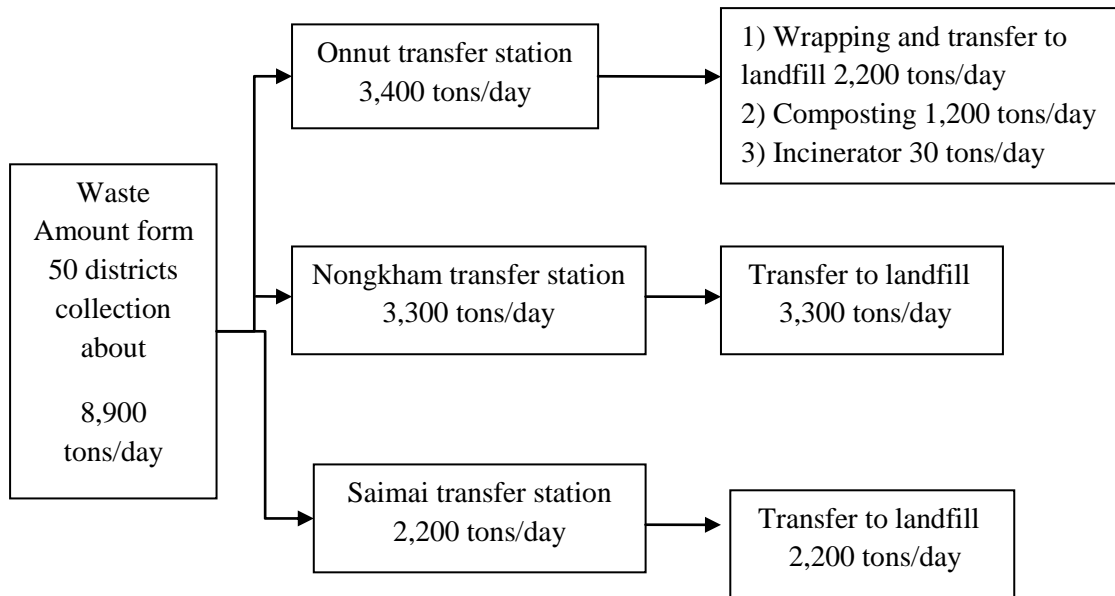 Waste
Amount form
50 districts
collection
about
8,900
tons/day
Onnut transfer station
3,400 tons/day
1) Wrapping and transfer to
landfill 2,200 tons/day
2) Composting 1,200 tons/day
3) Incinerator 30 tons/day
Nongkham transfer station
3,300 tons/day
Transfer to landfill
3,300 tons/day
Saimai transfer station
2,200 tons/day
Transfer to landfill
2,200 tons/day